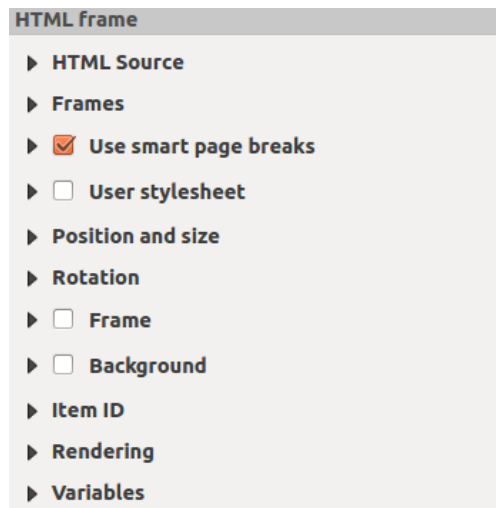 HTML frame
HTML Source
Frames
Use smart page breaks
User stylesheet
Position and size
Rotation
Frame
Background
Item ID
Rendering
Variables